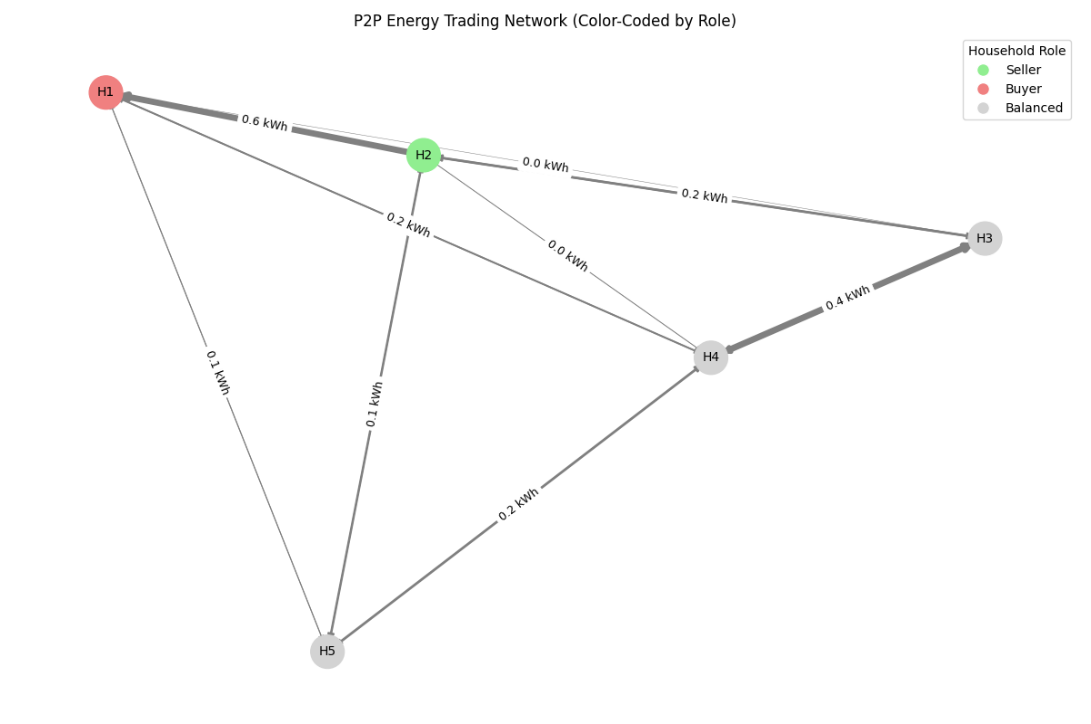 P2P Energy Trading Network (Color-Coded by Role)
Household Role
Seller
Buyer
Balanced
H1
0.6 kWh
H2
0.0 kWh
0.2 kWh
H3
0.2 kWh
0.0 kWh
0.4 kWh
H4
0.1 kWh
0.1 kWh
0.2 kWh
H5